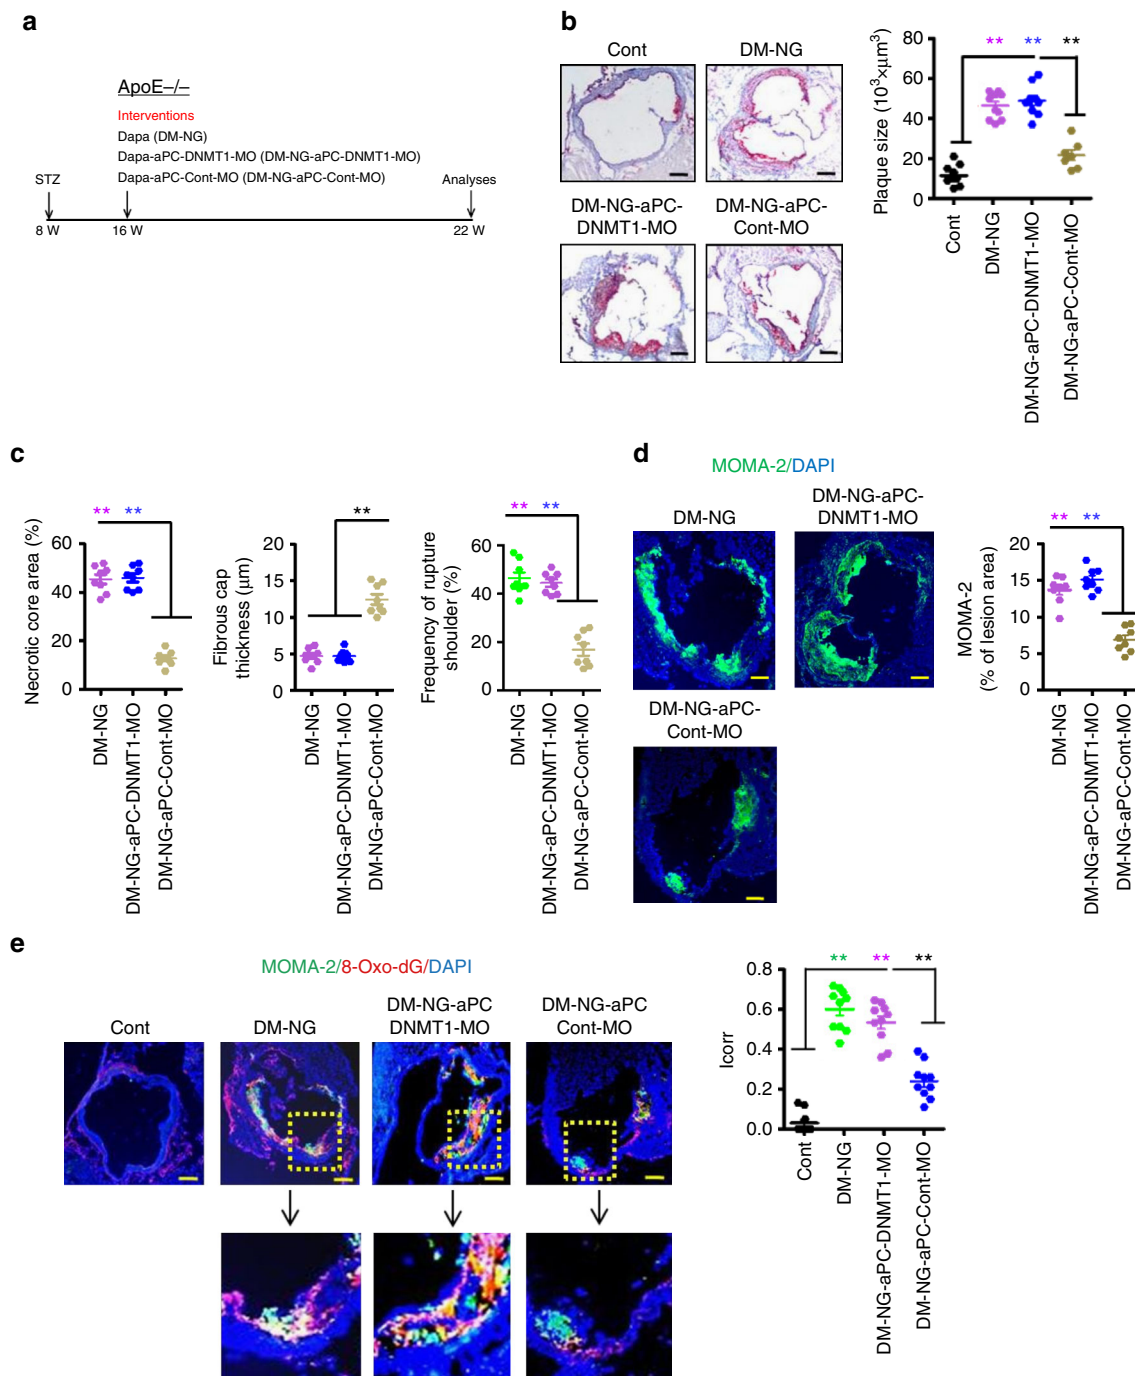 a
ApoE–/–
Interventions
Dapa (DM-NG)
Dapa-aPC-DNMT1-MO (DM-NG-aPC-DNMT1-MO)
Dapa-aPC-Cont-MO (DM-NG-aPC-Cont-MO)
STZ
Analyses
8 W
16 W
22 W
b
Cont
DM-NG
DM-NG-aPC-
DNMT1-MO
DM-NG-aPC-
Cont-MO
Plaque size (10³×μm³)
80
60
40
20
0
** ** **
Cont
DM-NG
DM-NG-aPC-DNMT1-MO
DM-NG-aPC-Cont-MO
c
Necrotic core area (%)
60
40
20
0
** **
DM-NG
DM-NG-aPC-DNMT1-MO
DM-NG-aPC-Cont-MO
Fibrous cap
thickness (μm)
20
15
10
5
0
**
DM-NG
DM-NG-aPC-DNMT1-MO
DM-NG-aPC-Cont-MO
Frequency of rupture
shoulder (%)
60
40
20
0
** **
DM-NG
DM-NG-aPC-DNMT1-MO
DM-NG-aPC-Cont-MO
d
MOMA-2/DAPI
DM-NG
DM-NG-aPC-
DNMT1-MO
DM-NG-aPC-
Cont-MO
MOMA-2
(% of lesion area)
20
15
10
5
0
** **
DM-NG
DM-NG-aPC-DNMT1-MO
DM-NG-aPC-Cont-MO
e
MOMA-2/8-Oxo-dG/DAPI
Cont
DM-NG
DM-NG-aPC
DNMT1-MO
DM-NG-aPC
Cont-MO
Icorr
0.8
0.6
0.4
0.2
0.0
** ** **
Cont
DM-NG
DM-NG-aPC-DNMT1-MO
DM-NG-aPC-Cont-MO